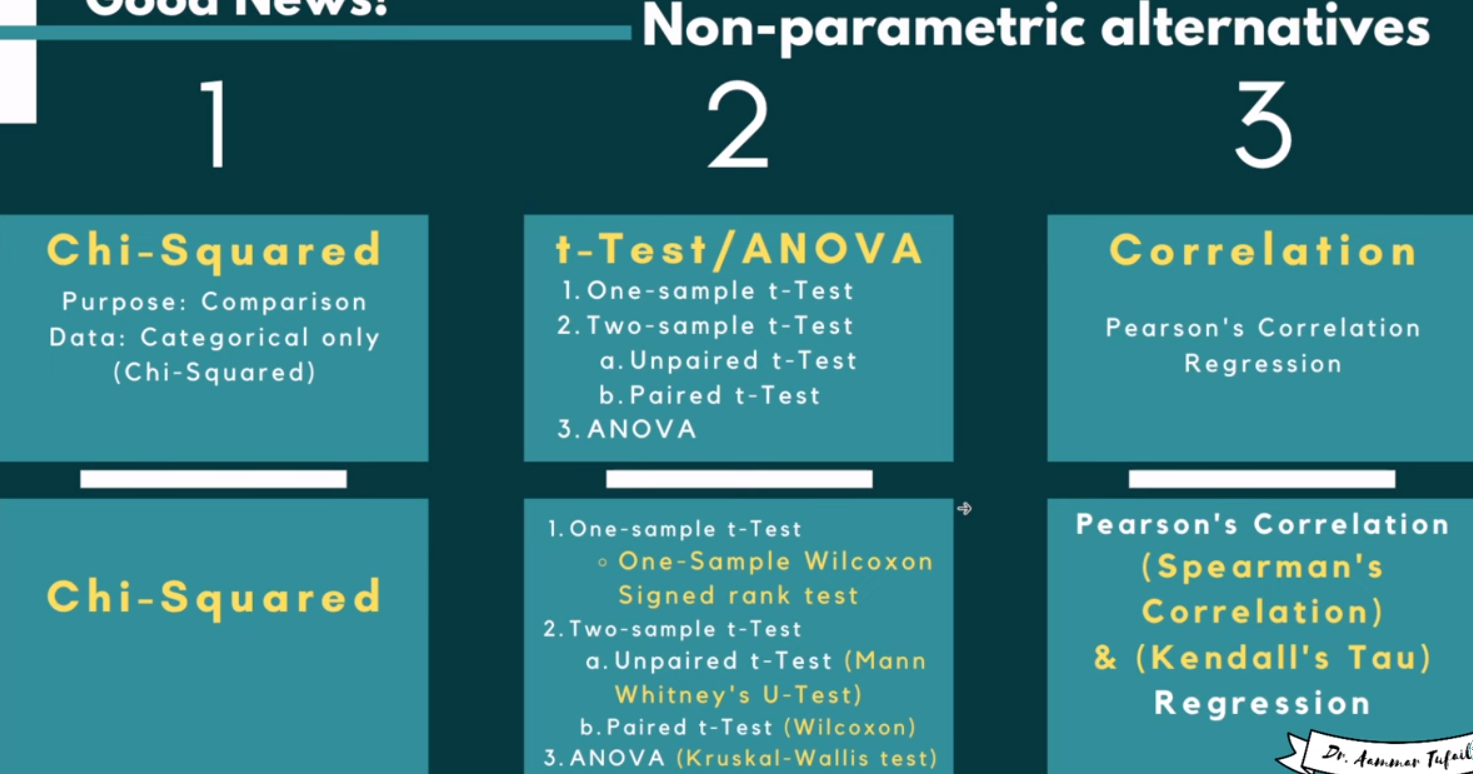 Good News!
Non-parametric alternatives
1
2
3
Chi-Squared
Purpose: Comparison
Data: Categorical only
(Chi-Squared)
t-Test/ANOVA
1. One-sample t-Test
2. Two-sample t-Test
a. Unpaired t-Test
b. Paired t-Test
3. ANOVA
Correlation
Pearson's Correlation
Regression
Chi-Squared
1. One-sample t-Test
One-Sample Wilcoxon
Signed rank test
2. Two-sample t-Test
a. Unpaired t-Test (Mann
Whitney's U-Test)
b. Paired t-Test (Wilcoxon)
3. ANOVA (Kruskal-Wallis test)
Pearson's Correlation
(Spearman's
Correlation)
& (Kendall's Tau)
Regression
Dr. Aammar Tufail